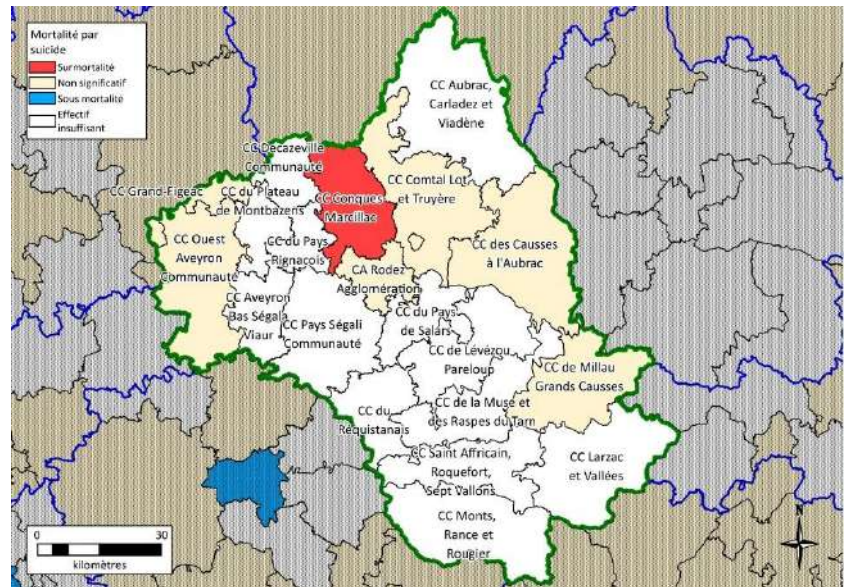 Mortalité par
suicide
Surmortalité
Non significatif
Sous mortalité
Effectif
insuffisant
CC Aubrac,
Carladez et
Viadène
CC Decazeville
Communauté
CC Grand-Figeac
CC du Plateau
de Montbazens
CC Conques
Marcillac
CC Comtal Lot
et Truyère
CC Ouest
Aveyron
Communauté
CC du Pays
Rignacois
CC des Causses
à l'Aubrac
CA Rodez
Agglomération
CC Aveyron
Bas Ségala
Viaur
CC Pays Ségali
Communauté
CC du Pays
de Salars
CC de Lévézou
Pareloup
CC de Millau
Grands Causses
CC du
Réquistanais
CC de la Muse et
des Raspes du Tarn
CC Saint Affricain,
Roquefort,
Sept Vallons
CC Larzac
et Vallées
CC Monts,
Rance et
Rougier
0 30
kilomètres
N